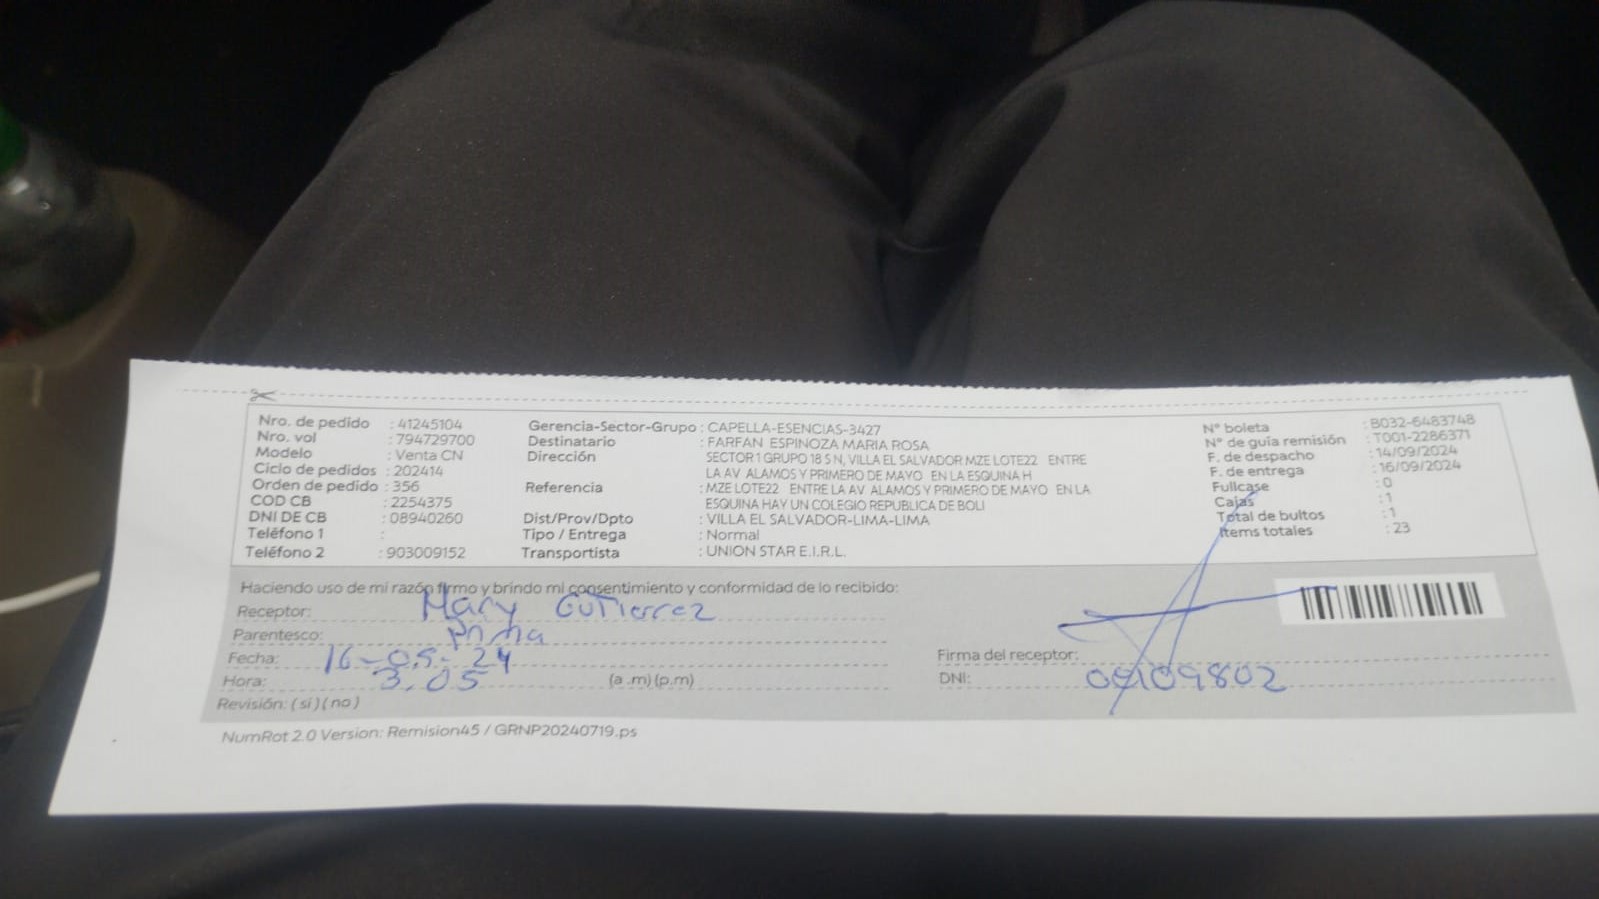 Nro. de pedido : 41245104
Nro. vol : 794729700
Modelo : Venta CN
Ciclo de pedidos : 202414
Orden de pedido : 356
COD CB : 2254375
DNI DE CB : 08940260
Teléfono 1 :
Teléfono 2 : 903009152
Gerencia-Sector-Grupo : CAPELLA-ESENCIAS-3427
Destinatario : FARFAN ESPINOZA MARIA ROSA
Dirección : SECTOR 1 GRUPO 18 S N, VILLA EL SALVADOR MZE LOTE22 ENTRE
LA AV ALAMOS Y PRIMERO DE MAYO EN LA ESQUINA H
Referencia : MZE LOTE22 ENTRE LA AV ALAMOS Y PRIMERO DE MAYO EN LA
ESQUINA HAY UN COLEGIO REPUBLICA DE BOLI
Dist/Prov/Dpto : VILLA EL SALVADOR-LIMA-LIMA
Tipo / Entrega : Normal
Transportista : UNION STAR E.I.R.L.
N° boleta : B032-6483748
N° de guía remisión : T001-2286371
F. de despacho : 14/09/2024
F. de entrega : 16/09/2024
Fullcase : 0
Cajas : 1
Total de bultos : 1
Items totales : 23
Haciendo uso de mi razón firmo y brindo mi consentimiento y conformidad de lo recibido:
Receptor: Mary Gutierrez
Parentesco: Prima
Fecha: 16-09-24
Hora: 3.05 (a .m) (p.m)
Revisión: ( si ) ( no )
Firma del receptor:
DNI:
NumRot 2.0 Version: Remision45 / GRNP20240719.ps